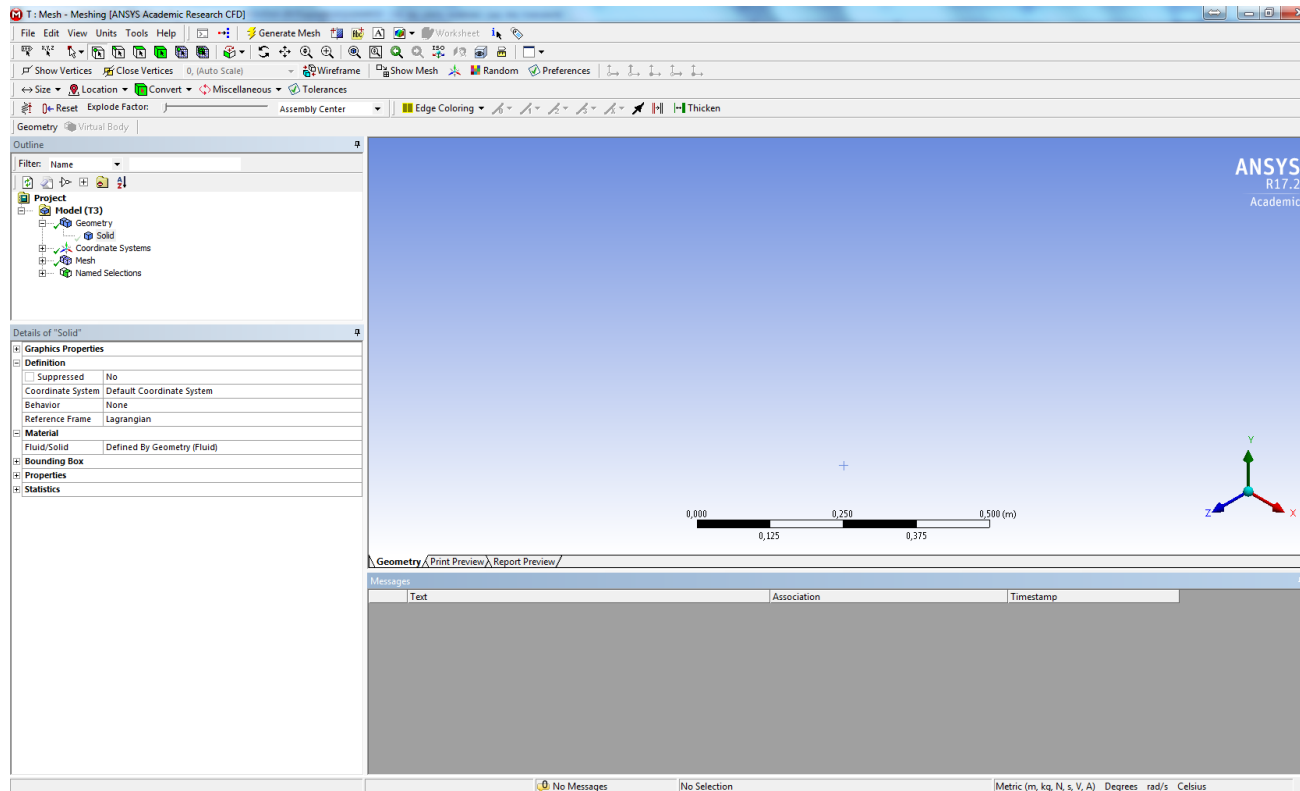 T : Mesh - Meshing [ANSYS Academic Research CFD]
File Edit View Units Tools Help Generate Mesh Worksheet
Show Vertices Close Vertices 0, (Auto Scale) Wireframe Show Mesh Random Preferences
Size Location Convert Miscellaneous Tolerances
Reset Explode Factor: Assembly Center Edge Coloring Thicken
Geometry Virtual Body
Outline
Filter: Name
Project
Model (T3)
Geometry
Solid
Coordinate Systems
Mesh
Named Selections
Details of "Solid"
Graphics Properties
Definition
Suppressed No
Coordinate System Default Coordinate System
Behavior None
Reference Frame Lagrangian
Material
Fluid/Solid Defined By Geometry (Fluid)
Bounding Box
Properties
Statistics
ANSYS
R17.2
Academic
Y
Z X
0,000 0,250 0,500 (m)
0,125 0,375
Geometry Print Preview Report Preview
Messages
Text Association Timestamp
0 No Messages No Selection Metric (m, kg, N, s, V, A) Degrees rad/s Celsius